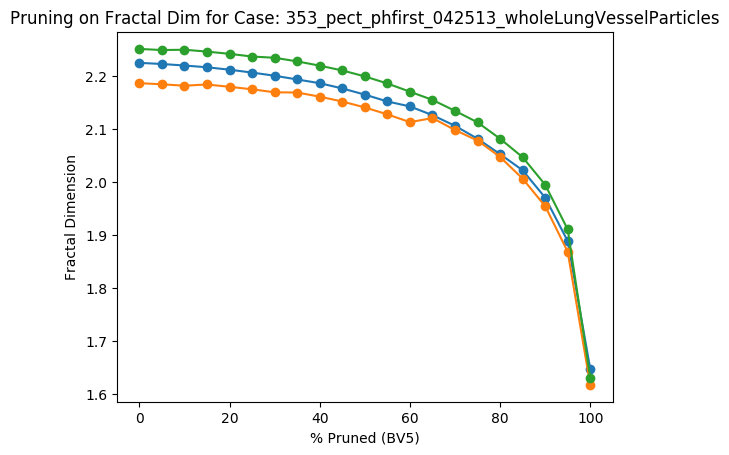 Pruning on Fractal Dim for Case: 353_pect_phfirst_042513_wholeLungVesselParticles
2.2
2.1
2.0
1.9
1.8
1.7
1.6
Fractal Dimension
0 20 40 60 80 100
% Pruned (BV5)